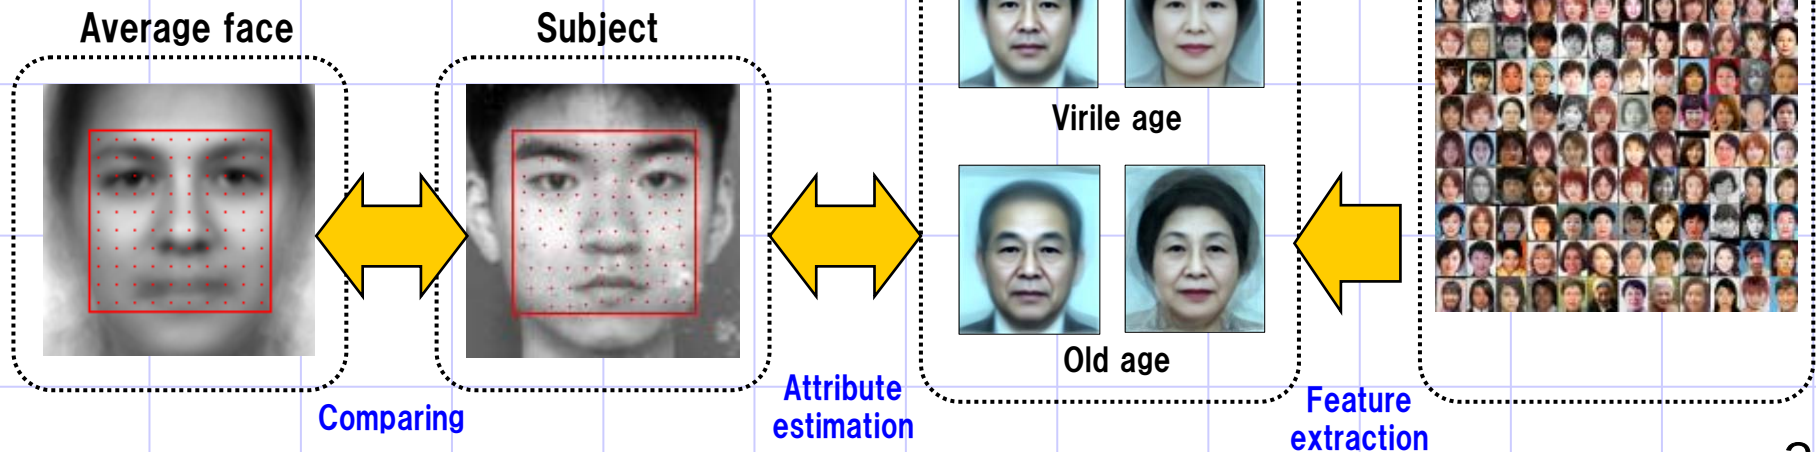 Average face
Subject
Virile age
Old age
Comparing
Attribute
estimation
Feature
extraction